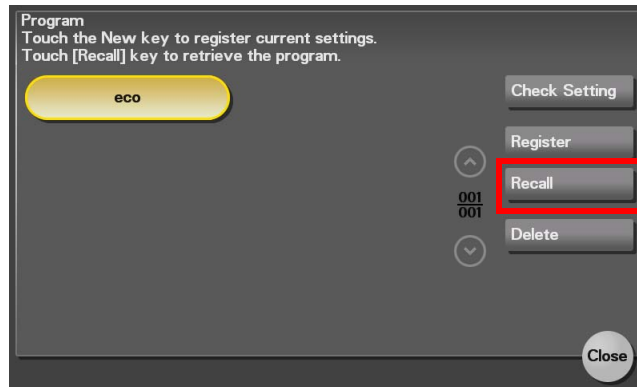 Program
Touch the New key to register current settings.
Touch [Recall] key to retrieve the program.
eco
Check Setting
Register
Recall
001
001
Delete
Close